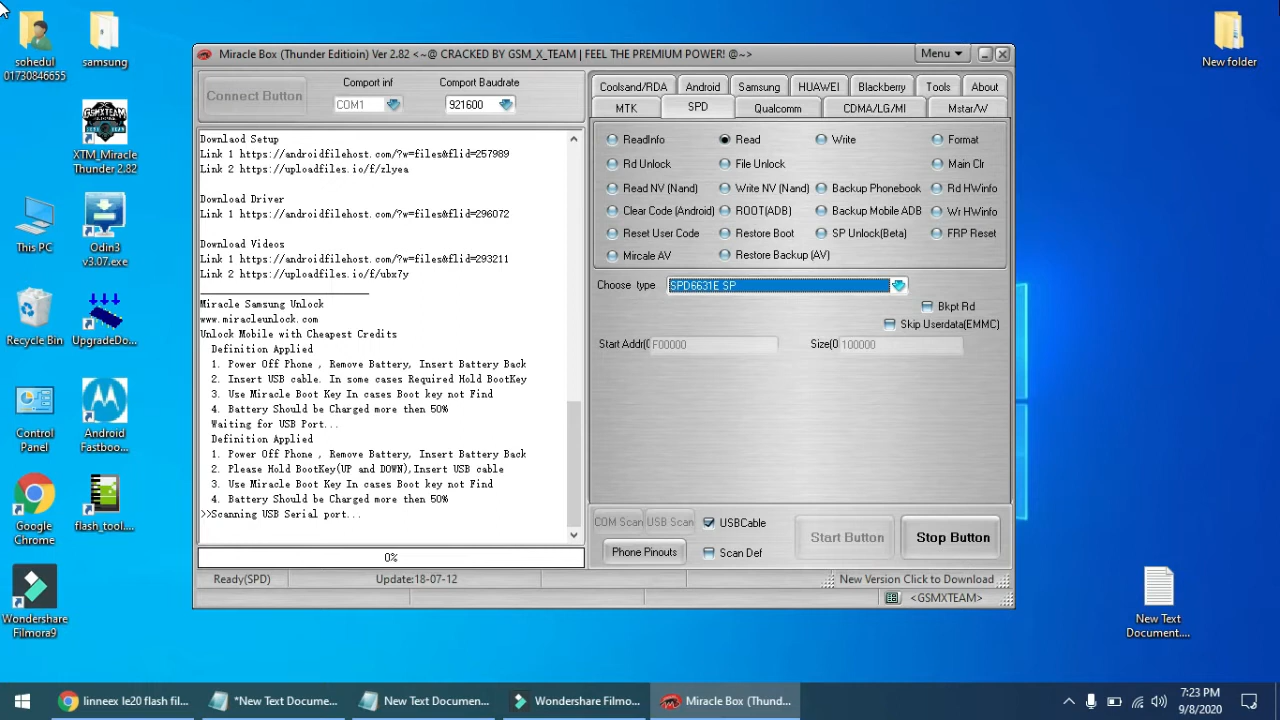 sohedul
01730846655
samsung
XTM_Miracle
Thunder 2.82
This PC
Odin3
v3.07.exe
Recycle Bin
UpgradeDo...
Control
Panel
Android
Fastboo...
Google
Chrome
flash_tool....
Wondershare
Filmora9
New folder
New Text
Document....
Miracle Box (Thunder Editioin) Ver 2.82 <~@ CRACKED BY GSM_X_TEAM | FEEL THE PREMIUM POWER! @~>
Menu
Connect Button
Comport inf
COM1
Comport Baudrate
921600
Downlaod Setup
Link 1 https://androidfilehost.com/?w=files&flid=257989
Link 2 https://uploadfiles.io/f/zlyea
Download Driver
Link 1 https://androidfilehost.com/?w=files&flid=296072
Download Videos
Link 1 https://androidfilehost.com/?w=files&flid=293211
Link 2 https://uploadfiles.io/f/ubx7y
Miracle Samsung Unlock
www.miracleunlock.com
Unlock Mobile with Cheapest Credits
Definition Applied
1. Power Off Phone , Remove Battery, Insert Battery Back
2. Insert USB cable. In some cases Required Hold BootKey
3. Use Miracle Boot Key In cases Boot key not Find
4. Battery Should be Charged more then 50%
Waiting for USB Port...
Definition Applied
1. Power Off Phone , Remove Battery, Insert Battery Back
2. Please Hold BootKey(UP and DOWN),Insert USB cable
3. Use Miracle Boot Key In cases Boot key not Find
4. Battery Should be Charged more then 50%
>>Scanning USB Serial port...
0%
Coolsand/RDA Android Samsung HUAWEI Blackberry Tools About
MTK SPD Qualcomm CDMA/LG/MI Mstar/W
ReadInfo Read Write Format
Rd Unlock File Unlock Main Clr
Read NV (Nand) Write NV (Nand) Backup Phonebook Rd HWinfo
Clear Code (Android) ROOT(ADB) Backup Mobile ADB Wr HWinfo
Reset User Code Restore Boot SP Unlock(Beta) FRP Reset
Mircale AV Restore Backup (AV)
Choose type SPD6631E SP
Bkpt Rd
Skip Userdata(EMMC)
Start Addr(0 F00000 Size(0 100000
COM Scan USB Scan USBCable
Phone Pinouts Scan Def
Start Button Stop Button
Ready(SPD) Update:18-07-12 New Version Click to Download
<GSMXTEAM>
linneex le20 flash fil... *New Text Docume... New Text Documen... Wondershare Filmo... Miracle Box (Thund...
7:23 PM
9/8/2020